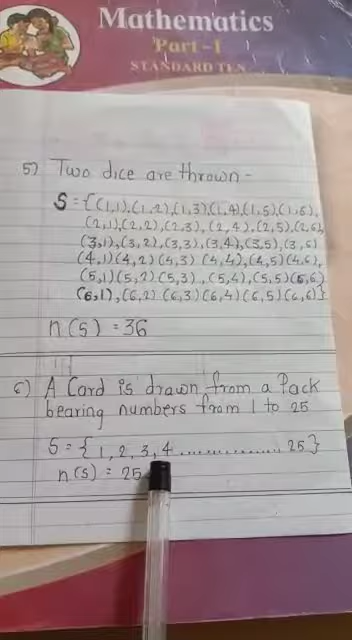 Mathematics
Part-I
STANDARD TEN
5) Two dice are thrown -
S = {(1,1),(1,2),(1,3),(1,4),(1,5),(1,6),
(2,1),(2,2),(2,3),(2,4),(2,5),(2,6),
(3,1),(3,2),(3,3),(3,4),(3,5),(3,6)
(4,1)(4,2)(4,3)(4,4),(4,5)(4,6),
(5,1)(5,2)(5,3),(5,4),(5,5)(5,6)
(6,1),(6,2)(6,3)(6,4)(6,5)(6,6)}
n(S) = 36
6) A Card is drawn from a Pack
bearing numbers from 1 to 25
S = {1, 2, 3, 4 ............... 25}
n(S) = 25